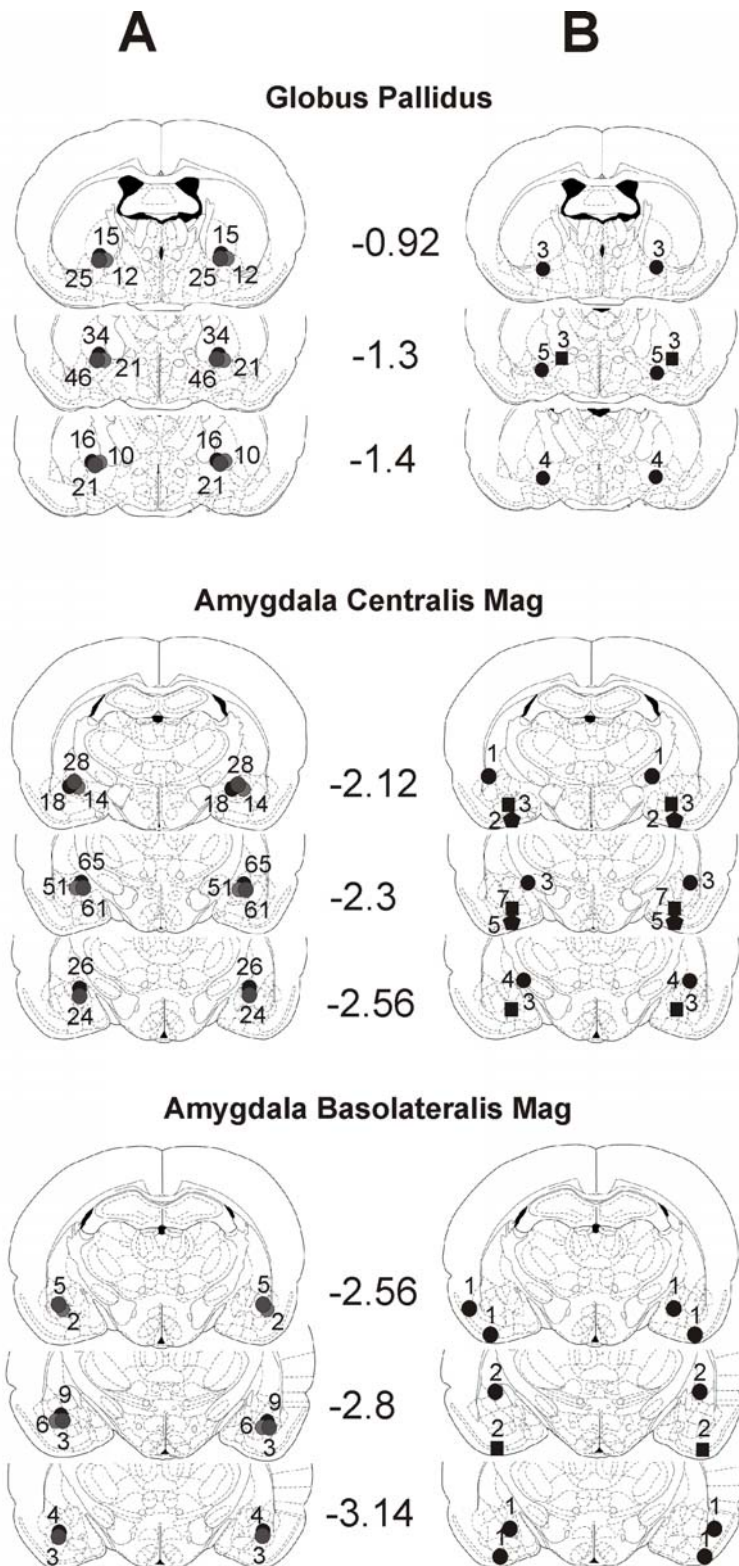 A B
Globus Pallidus
15 15 -0.92 3 3
25 12 25 12
34 34 -1.3 3 3
46 21 46 21 5 5
16 10 16 10 -1.4 4 4
21 21
Amygdala Centralis Mag
28 28 -2.12 1 1
18 14 18 14 3 3
2 2
65 65 -2.3 3 3
51 51 7 7
61 61 5 5
26 26 -2.56 4 4
24 24 3 3
Amygdala Basolateralis Mag
5 5 -2.56 1 1
2 2 1 1
9 9 -2.8 2 2
6 6
3 3 2 2
4 4 -3.14 1 1
3 3 1 1